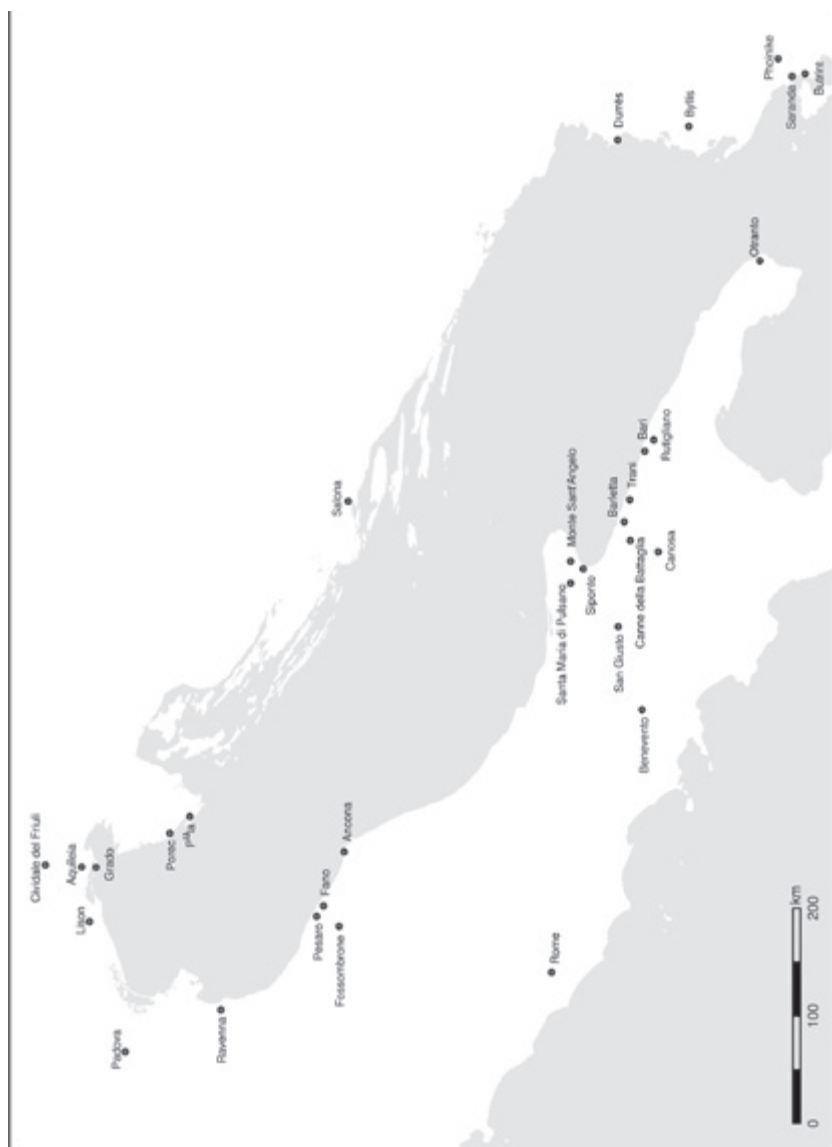 Cividale del Friuli
Aquileia
Grado
Lison
Padova
Porec
Ravenna
Pesaro
Fano
Fossombrone
Ancona
Salona
Rome
Santa Maria di Pulsano
Monte Sant'Angelo
Siponto
San Giusto
Benevento
Barletta
Canne della Battaglia
Canosa
Trani
Bari
Rutigliano
Otranto
Durrës
Byllis
Phoinike
Saranda
Butrint
0 100 200
km